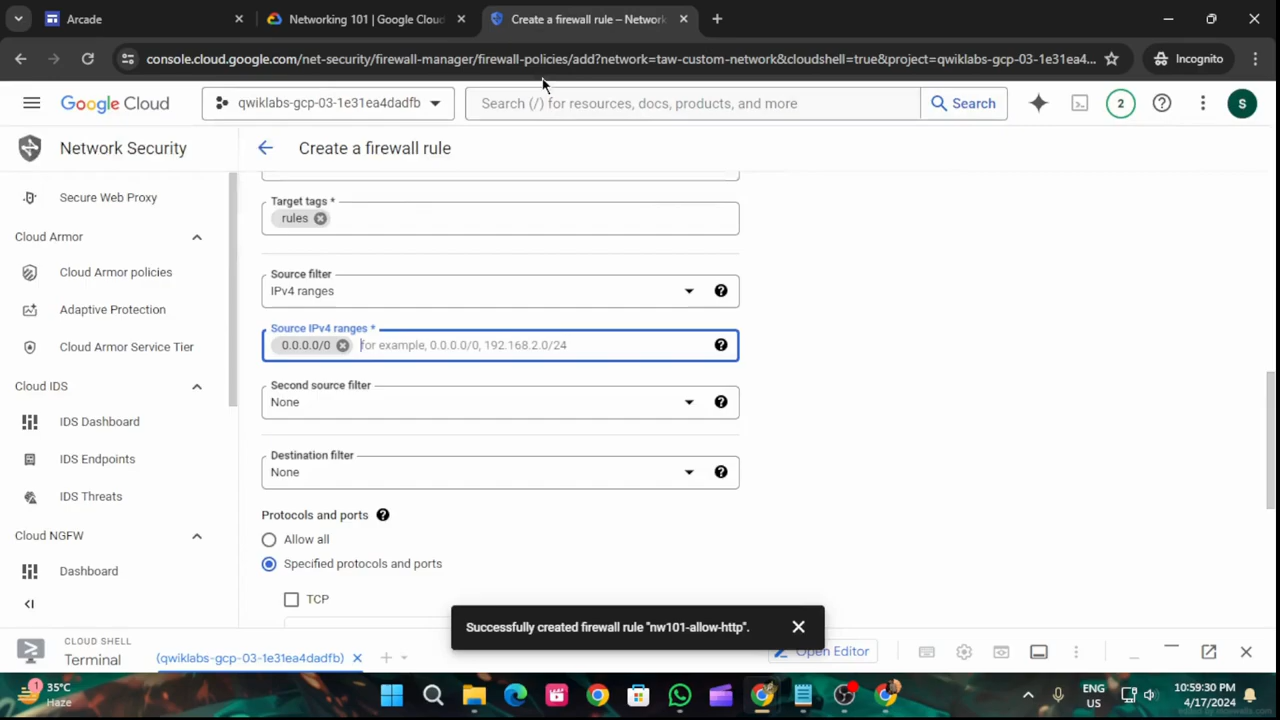 Arcade
Networking 101 | Google Cloud
Create a firewall rule – Network
console.cloud.google.com/net-security/firewall-manager/firewall-policies/add?network=taw-custom-network&cloudshell=true&project=qwiklabs-gcp-03-1e31ea4...
Incognito
Google Cloud
qwiklabs-gcp-03-1e31ea4dadfb
Search (/) for resources, docs, products, and more
Search
2
S
Network Security
Create a firewall rule
Secure Web Proxy
Cloud Armor
Cloud Armor policies
Adaptive Protection
Cloud Armor Service Tier
Cloud IDS
IDS Dashboard
IDS Endpoints
IDS Threats
Cloud NGFW
Dashboard
Target tags *
rules
Source filter
IPv4 ranges
Source IPv4 ranges *
0.0.0.0/0 for example, 0.0.0.0/0, 192.168.2.0/24
Second source filter
None
Destination filter
None
Protocols and ports
Allow all
Specified protocols and ports
TCP
Successfully created firewall rule "nw101-allow-http".
CLOUD SHELL
Terminal
(qwiklabs-gcp-03-1e31ea4dadfb)
Open Editor
1
35°C
Haze
ENG
US
10:59:30 PM
4/17/2024